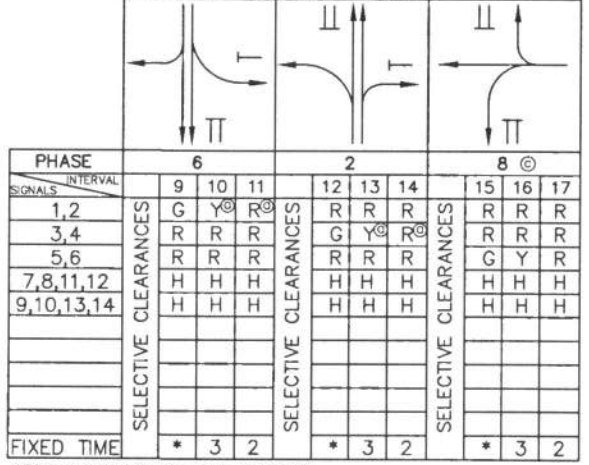 PHASE 6 2 8 ©
INTERVAL
SIGNALS
9 10 11 12 13 14 15 16 17
1,2 G Y@ R@ R R R R R R
3,4 R R R G Y@ R@ R R R
5,6 R R R R R R G Y R
7,8,11,12 H H H H H H H H H
9,10,13,14 H H H H H H H H H
SELECTIVE CLEARANCES
SELECTIVE CLEARANCES
SELECTIVE CLEARANCES
FIXED TIME * 3 2 * 3 2 * 3 2